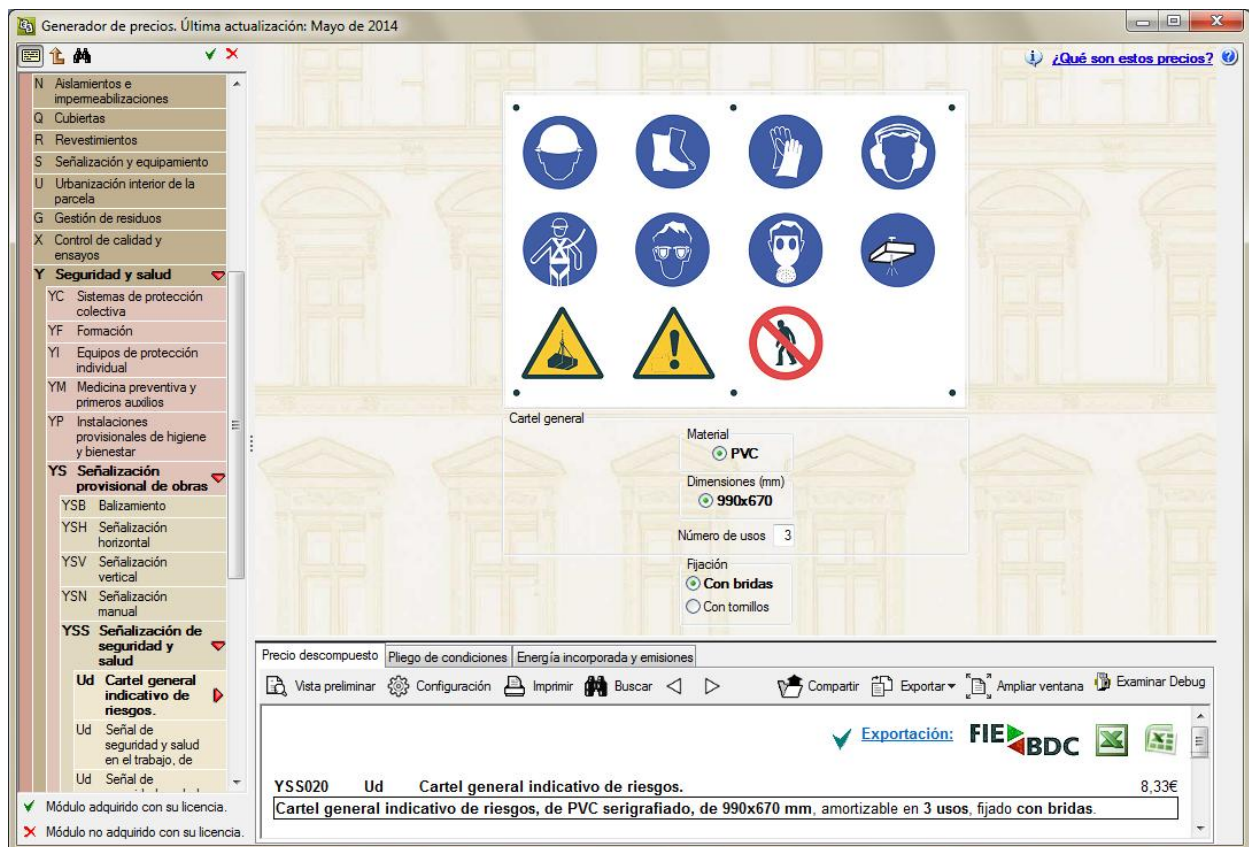 Generador de precios. Última actualización: Mayo de 2014
¿Qué son estos precios?
N Aislamientos e
impermeabilizaciones
Q Cubiertas
R Revestimientos
S Señalización y equipamiento
U Urbanización interior de la
parcela
G Gestión de residuos
X Control de calidad y
ensayos
Y Seguridad y salud
YC Sistemas de protección
colectiva
YF Formación
YI Equipos de protección
individual
YM Medicina preventiva y
primeros auxilios
YP Instalaciones
provisionales de higiene
y bienestar
YS Señalización
provisional de obras
YSB Balizamiento
YSH Señalización
horizontal
YSV Señalización
vertical
YSN Señalización
manual
YSS Señalización de
seguridad y
salud
Ud Cartel general
indicativo de
riesgos.
Ud Señal de
seguridad y salud
en el trabajo, de
Ud Señal de
Módulo adquirido con su licencia.
Módulo no adquirido con su licencia.
Cartel general
Material
PVC
Dimensiones (mm)
990x670
Número de usos 3
Fijación
Con bridas
Con tornillos
Precio descompuesto Pliego de condiciones Energía incorporada y emisiones
Vista preliminar Configuración Imprimir Buscar Compartir Exportar Ampliar ventana Examinar Debug
Exportación: FIE BDC
YSS020 Ud Cartel general indicativo de riesgos. 8,33€
Cartel general indicativo de riesgos, de PVC serigrafiado, de 990x670 mm, amortizable en 3 usos, fijado con bridas.